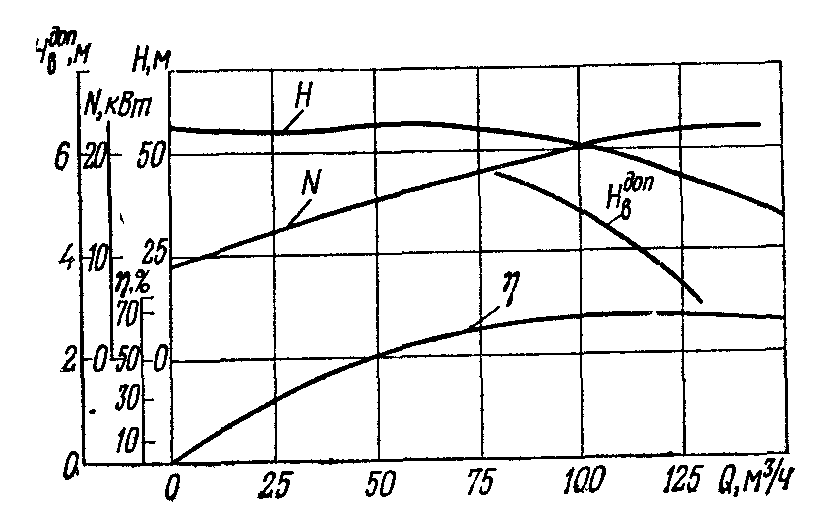 Hв доп, м
H, м
N, кВт
H
6 20 50
N
Hв доп
4 10 25
η, %
η
70
2 0 50 0
30
10
0
0 25 50 75 100 125 Q, м³/ч